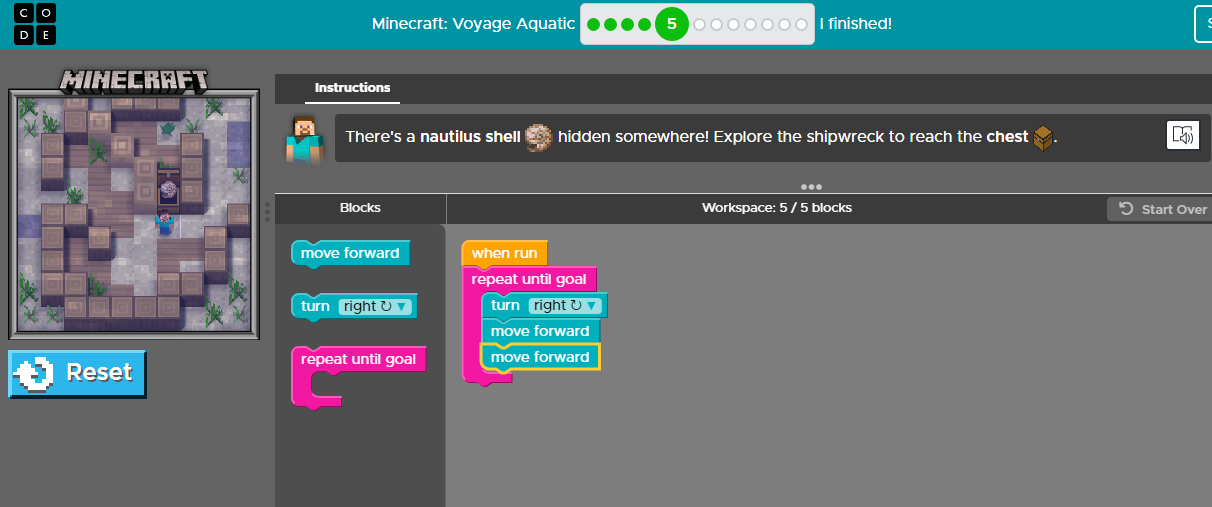 C O
D E
Minecraft: Voyage Aquatic
5
I finished!
S
MINECRAFT
Instructions
There's a nautilus shell hidden somewhere! Explore the shipwreck to reach the chest .
Blocks
Workspace: 5 / 5 blocks
Start Over
move forward
turn right ↻ ▼
repeat until goal
when run
repeat until goal
turn right ↻ ▼
move forward
move forward
Reset